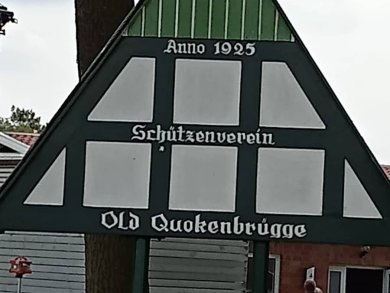 Anno 1925
Schützenverein
Old Quokenbrügge